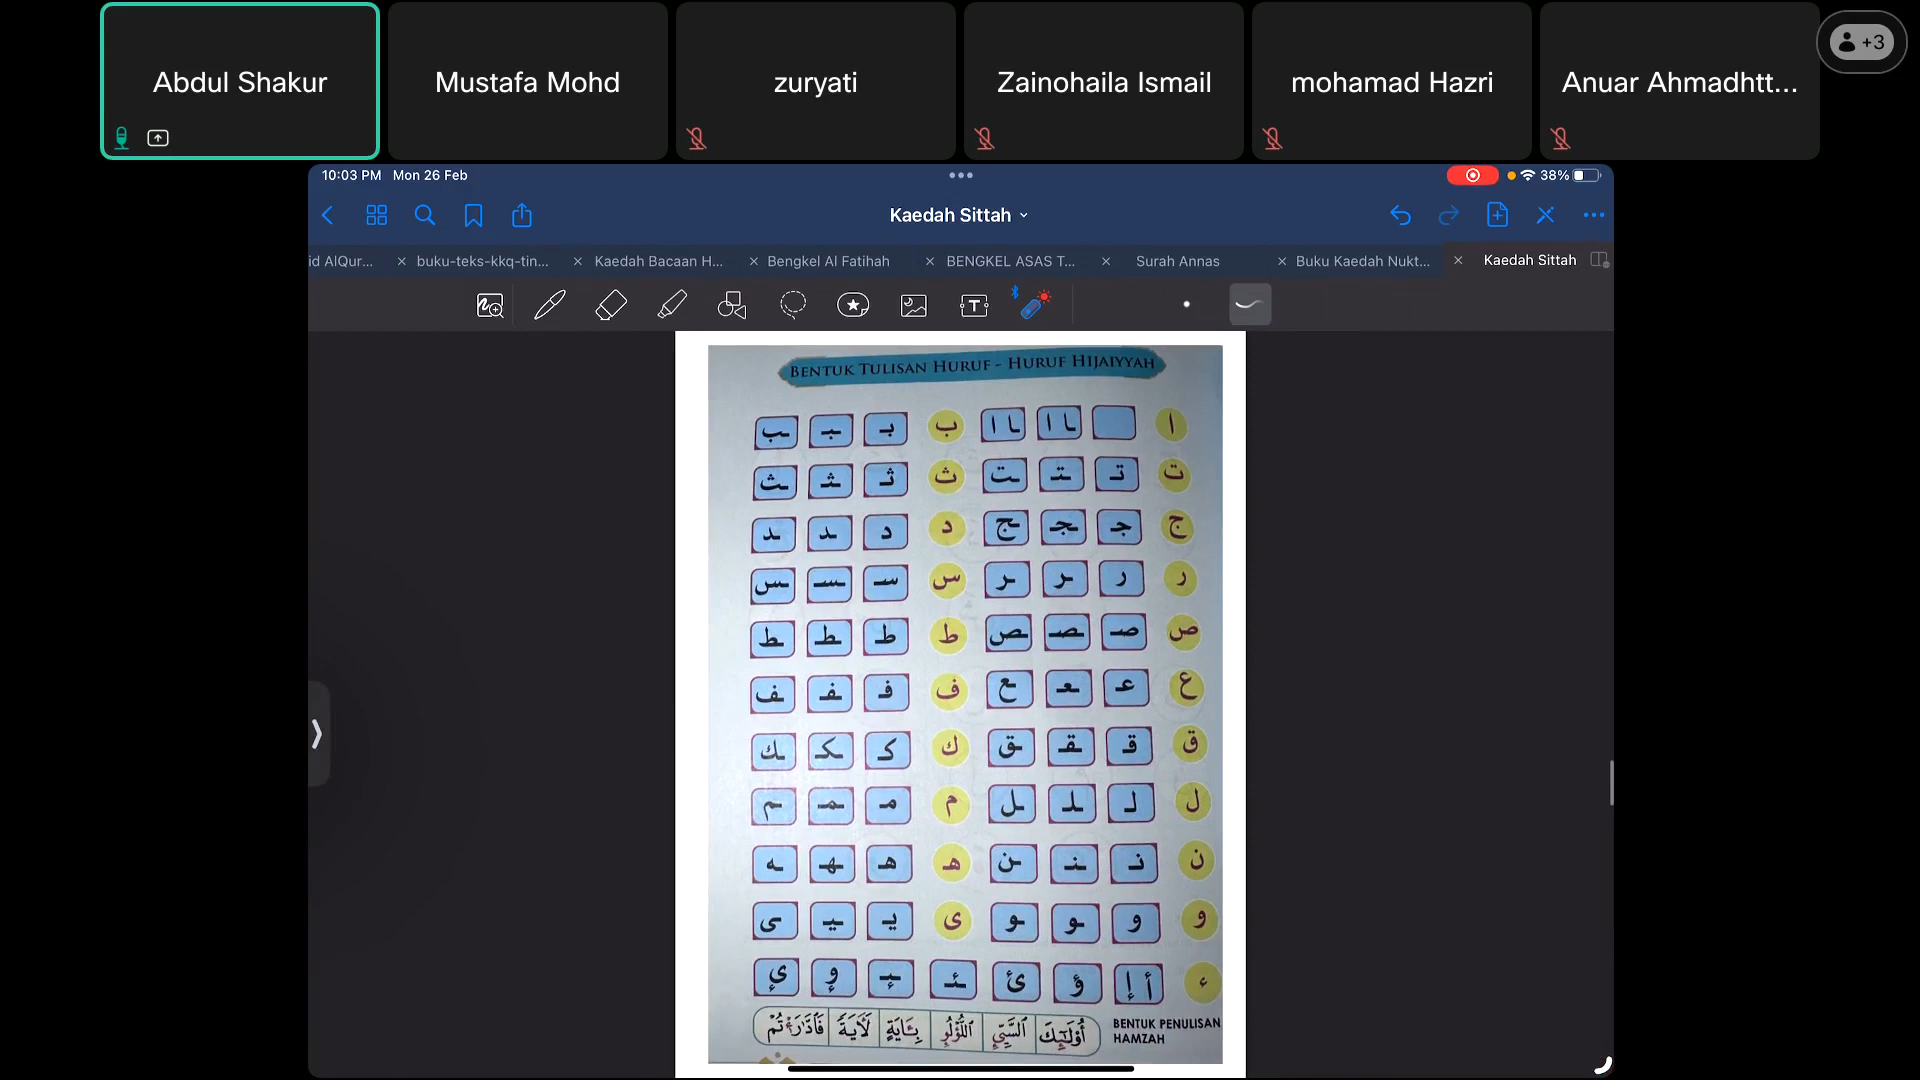 Abdul Shakur
Mustafa Mohd
zuryati
Zainohaila Ismail
mohamad Hazri
Anuar Ahmadhtt...
+3
10:03 PM Mon 26 Feb
38%
Kaedah Sittah
id AlQur...
buku-teks-kkq-tin...
Kaedah Bacaan H...
Bengkel Al Fatihah
BENGKEL ASAS T...
Surah Annas
Buku Kaedah Nukt...
Kaedah Sittah
BENTUK TULISAN HURUF - HURUF HIJAIYYAH
ا ـا ا ـا ا ب بـ ـبـ ـب
ت تـ ـتـ ـت ث ثـ ـثـ ـث
ج جـ ـجـ ـج د د ـد ـد
ر ر ـر ـر س سـ ـسـ ـس
ص صـ ـصـ ـص ط ط ـط ـط
ع عـ ـعـ ـع ف فـ ـفـ ـف
ق قـ ـقـ ـق ك كـ ـكـ ـك
ل لـ ـلـ ـل م مـ ـمـ ـم
ن نـ ـنـ ـن ه هـ ـهـ ـه
و و ـو ـو ى يـ ـيـ ـى
ء أ إ ؤ ئ ـئـ
BENTUK PENULISAN
HAMZAH